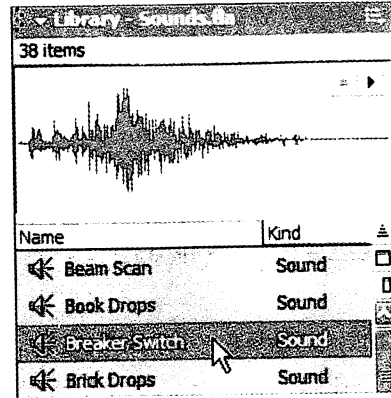 Library - Sounds.fla
38 items
Name Kind
Beam Scan Sound
Book Drops Sound
Breaker Switch Sound
Brick Drops Sound